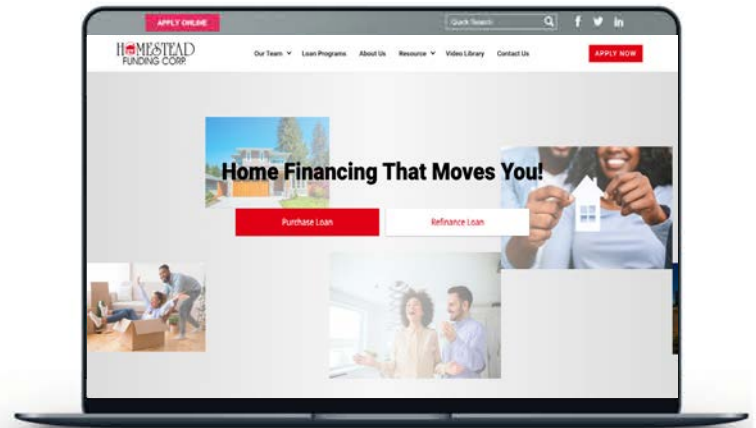 APPLY ONLINE
Quick Search
HOMESTEAD
FUNDING CORP.
Our Team Loan Programs About Us Resource Video Library Contact Us
APPLY NOW
Home Financing That Moves You!
Purchase Loan Refinance Loan